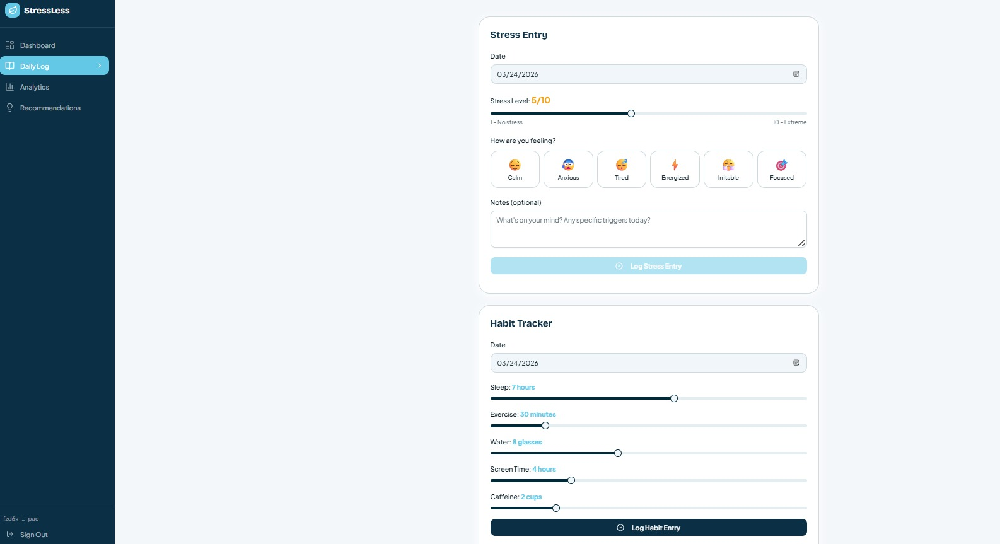 StressLess
Dashboard
Daily Log
Analytics
Recommendations
fzd6x-...-pae
Sign Out
Stress Entry
Date
03/24/2026
Stress Level: 5/10
1 – No stress
10 – Extreme
How are you feeling?
Calm
Anxious
Tired
Energized
Irritable
Focused
Notes (optional)
What's on your mind? Any specific triggers today?
Log Stress Entry
Habit Tracker
Date
03/24/2026
Sleep: 7 hours
Exercise: 30 minutes
Water: 8 glasses
Screen Time: 4 hours
Caffeine: 2 cups
Log Habit Entry